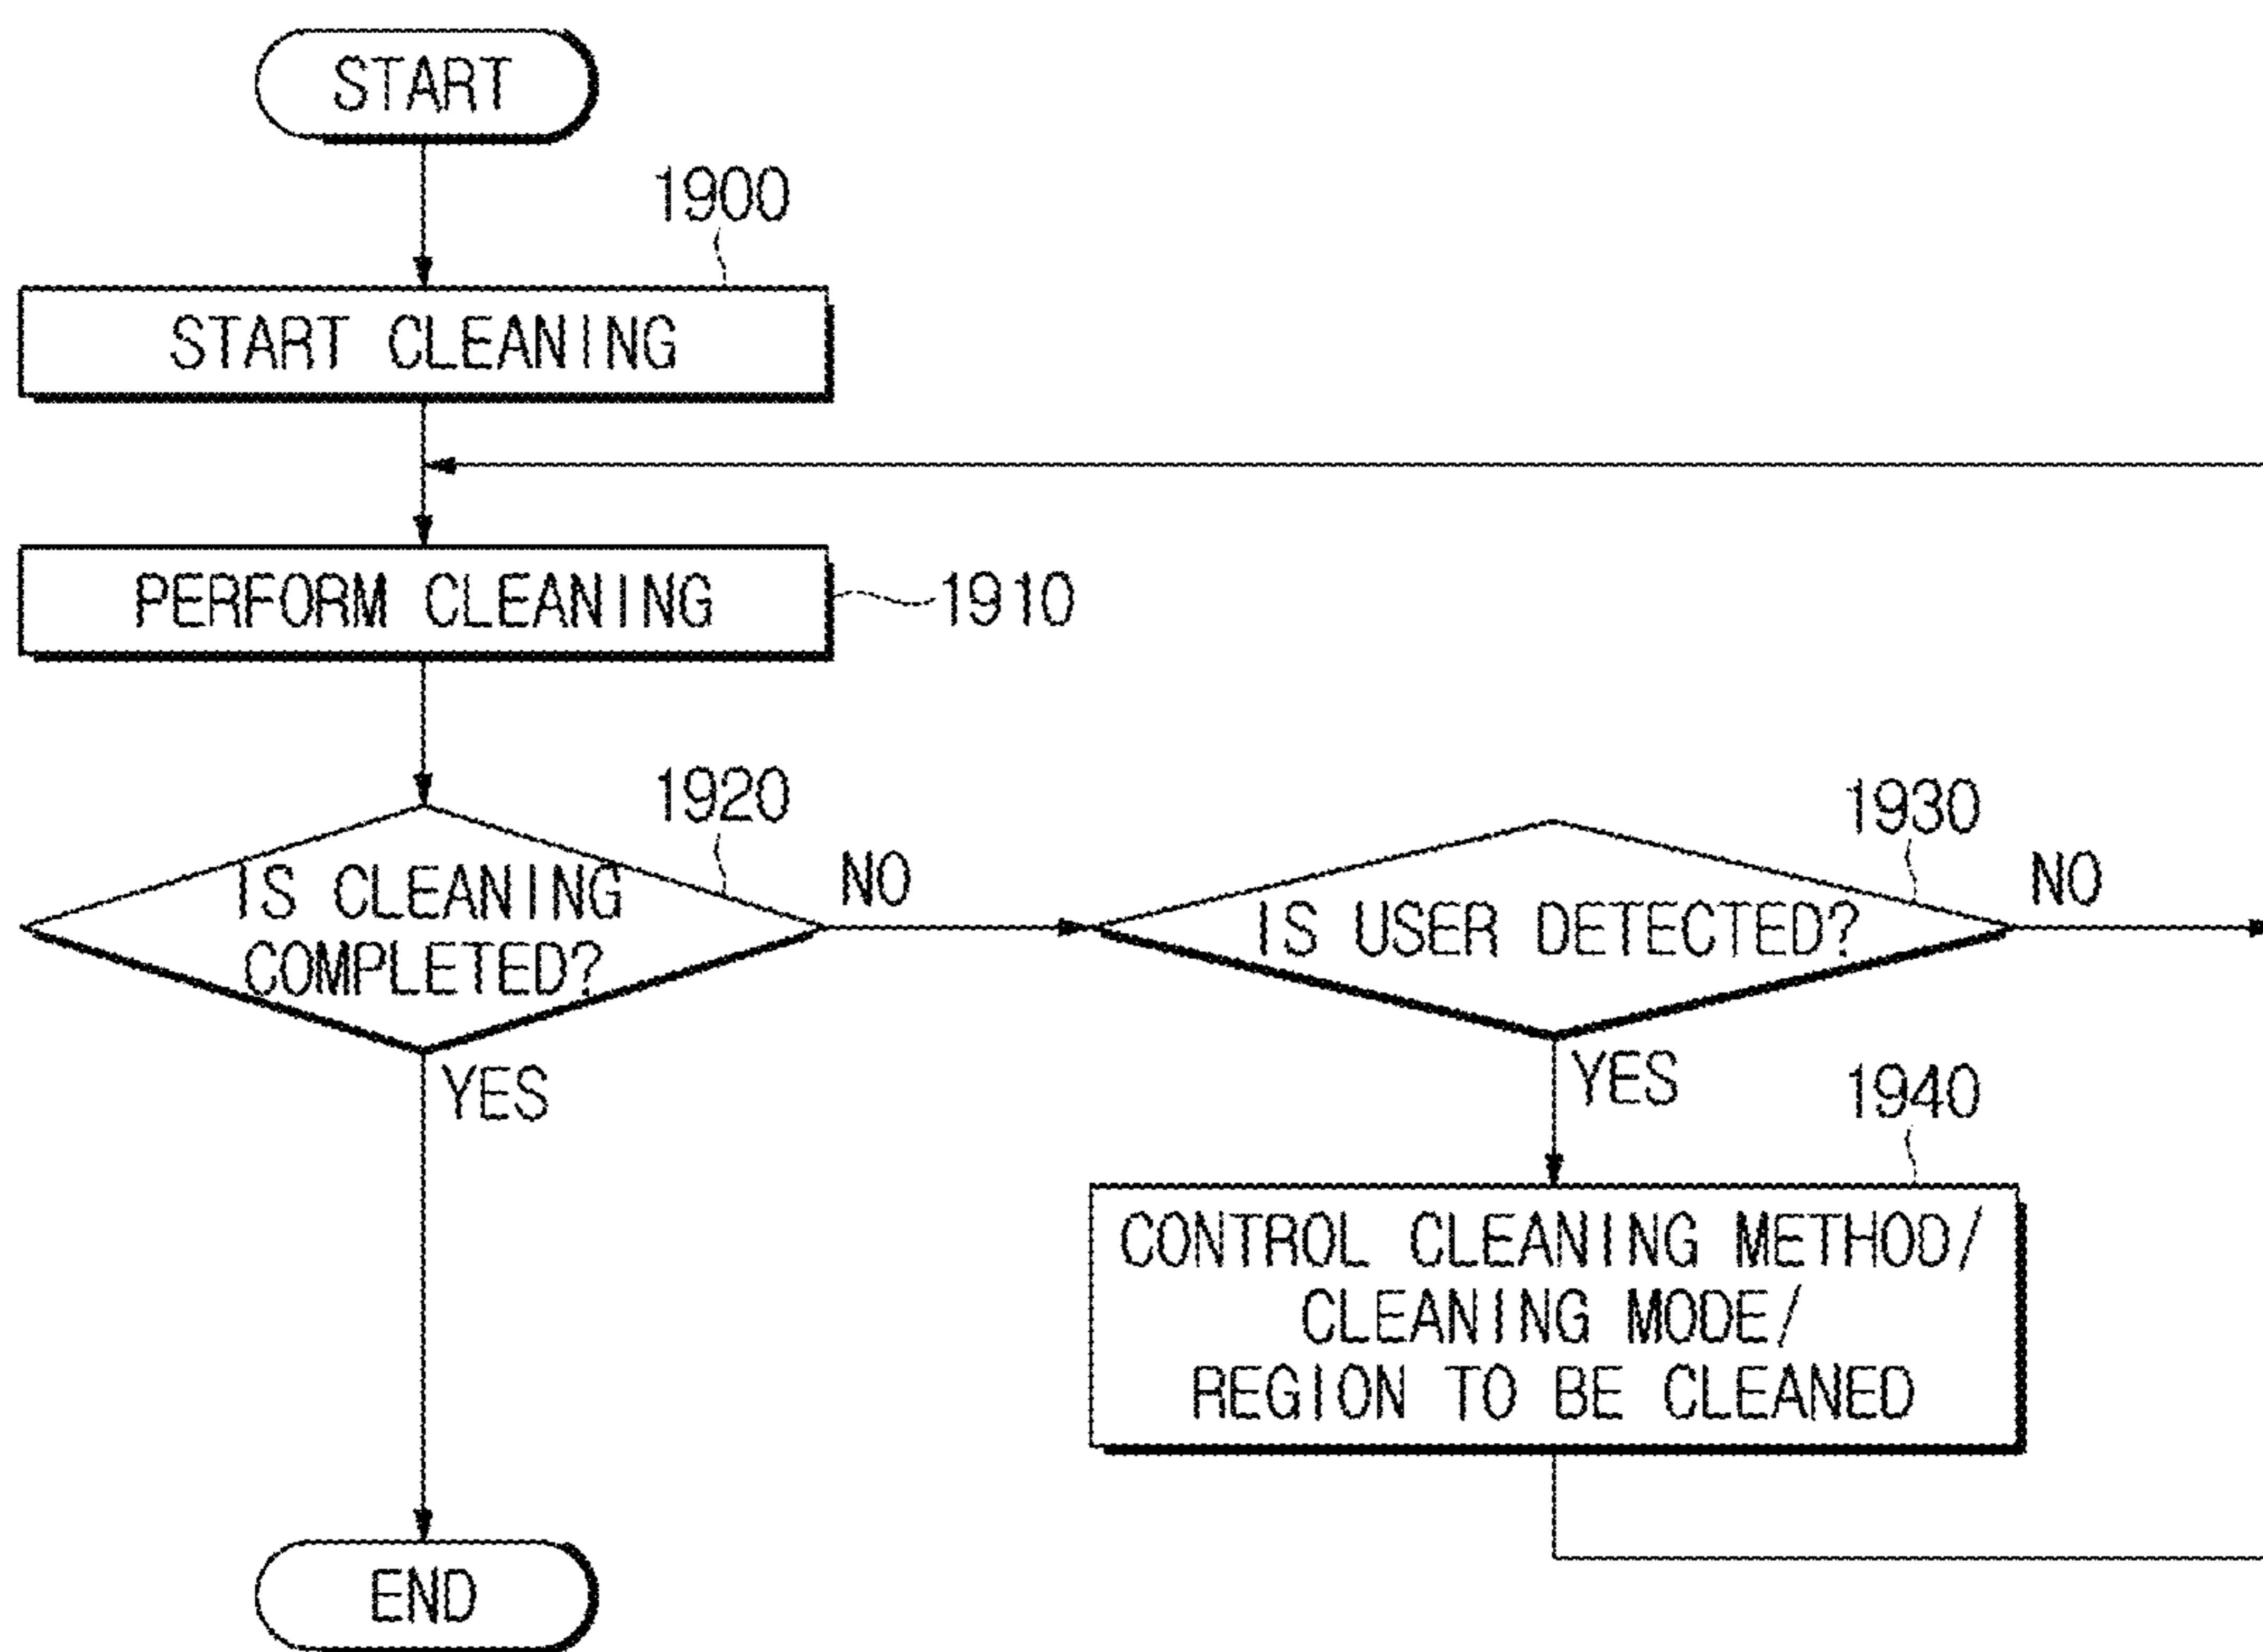 START
1900
START CLEANING
PERFORM CLEANING
1910
1920
IS CLEANING
COMPLETED?
NO
YES
1930
IS USER DETECTED?
NO
YES
1940
CONTROL CLEANING METHOD/
CLEANING MODE/
REGION TO BE CLEANED
END